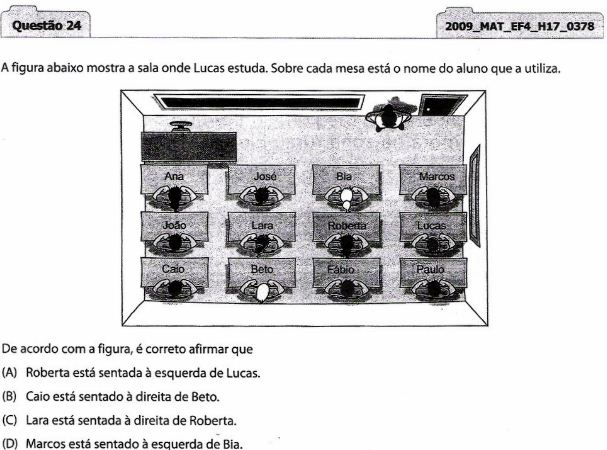 Questão 24
2009_MAT_EF4_H17_0378
A figura abaixo mostra a sala onde Lucas estuda. Sobre cada mesa está o nome do aluno que a utiliza.
Ana José Bia Marcos
João Lara Roberta Lucas
Caio Beto Fábio Paulo
De acordo com a figura, é correto afirmar que
(A) Roberta está sentada à esquerda de Lucas.
(B) Caio está sentado à direita de Beto.
(C) Lara está sentada à direita de Roberta.
(D) Marcos está sentado à esquerda de Bia.